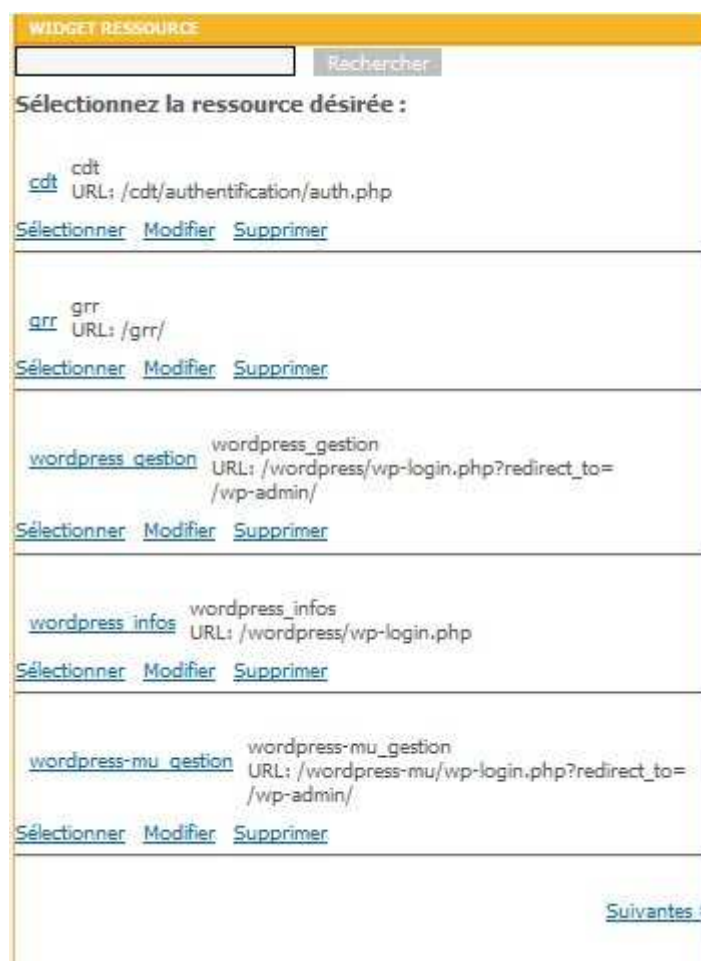 WIDGET RESSOURCE
Rechercher
Sélectionnez la ressource désirée :
cdt
cdt
URL: /cdt/authentification/auth.php
Sélectionner Modifier Supprimer
grr
grr
URL: /grr/
Sélectionner Modifier Supprimer
wordpress_gestion
wordpress_gestion
URL: /wordpress/wp-login.php?redirect_to=
/wp-admin/
Sélectionner Modifier Supprimer
wordpress_infos
wordpress_infos
URL: /wordpress/wp-login.php
Sélectionner Modifier Supprimer
wordpress-mu_gestion
wordpress-mu_gestion
URL: /wordpress-mu/wp-login.php?redirect_to=
/wp-admin/
Sélectionner Modifier Supprimer
Suivantes